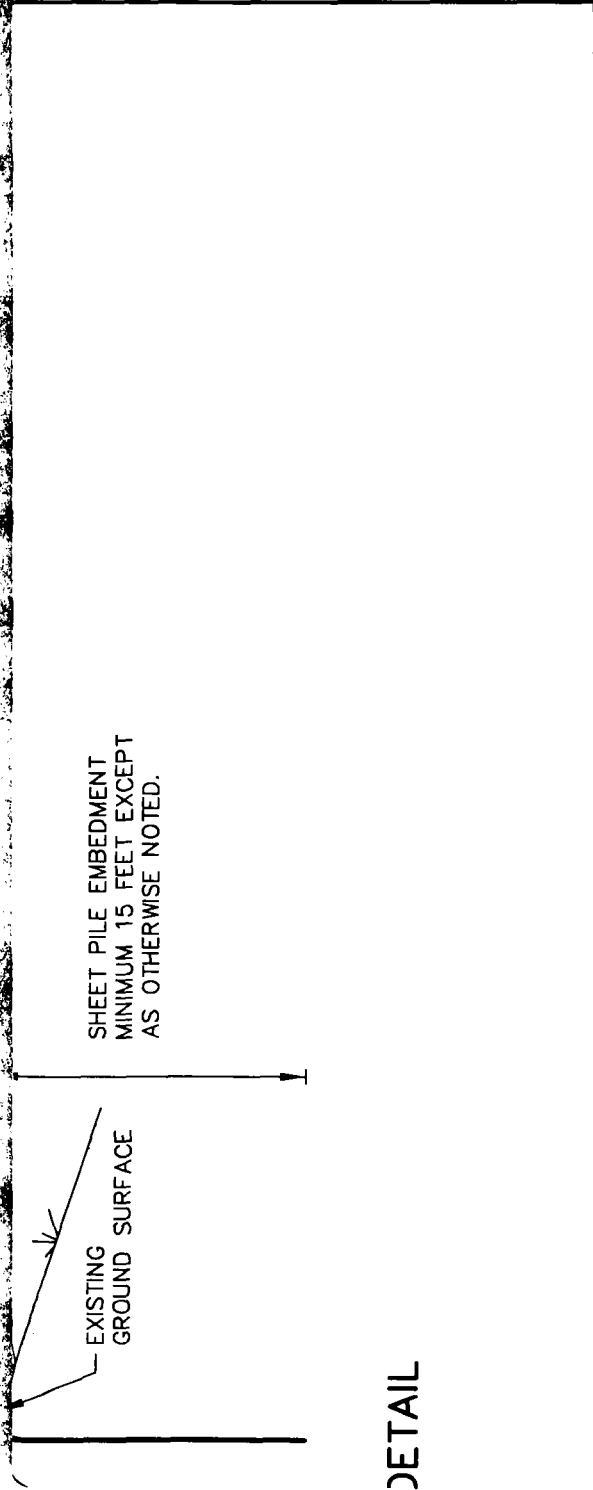 SHEET PILE EMBEDMENT
MINIMUM 15 FEET EXCEPT
AS OTHERWISE NOTED.
EXISTING
GROUND SURFACE
DETAIL